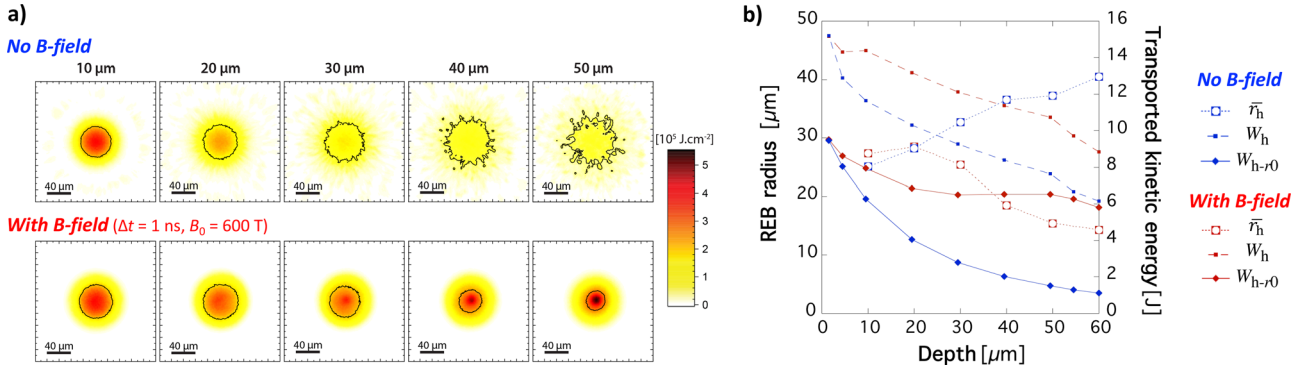 a)
No B-field
10 µm 20 µm 30 µm 40 µm 50 µm
40 µm 40 µm 40 µm 40 µm 40 µm
[10⁵ J.cm⁻²]
5
4
3
2
1
0
With B-field (Δt = 1 ns, B₀ = 600 T)
40 µm 40 µm 40 µm 40 µm 40 µm
b)
50
40
30
20
10
0
REB radius [µm]
0 10 20 30 40 50 60
Depth [µm]
16
14
12
10
8
6
4
2
0
Transported kinetic energy [J]
No B-field
r̄h
Wh
Wh-r0
With B-field
r̄h
Wh
Wh-r0